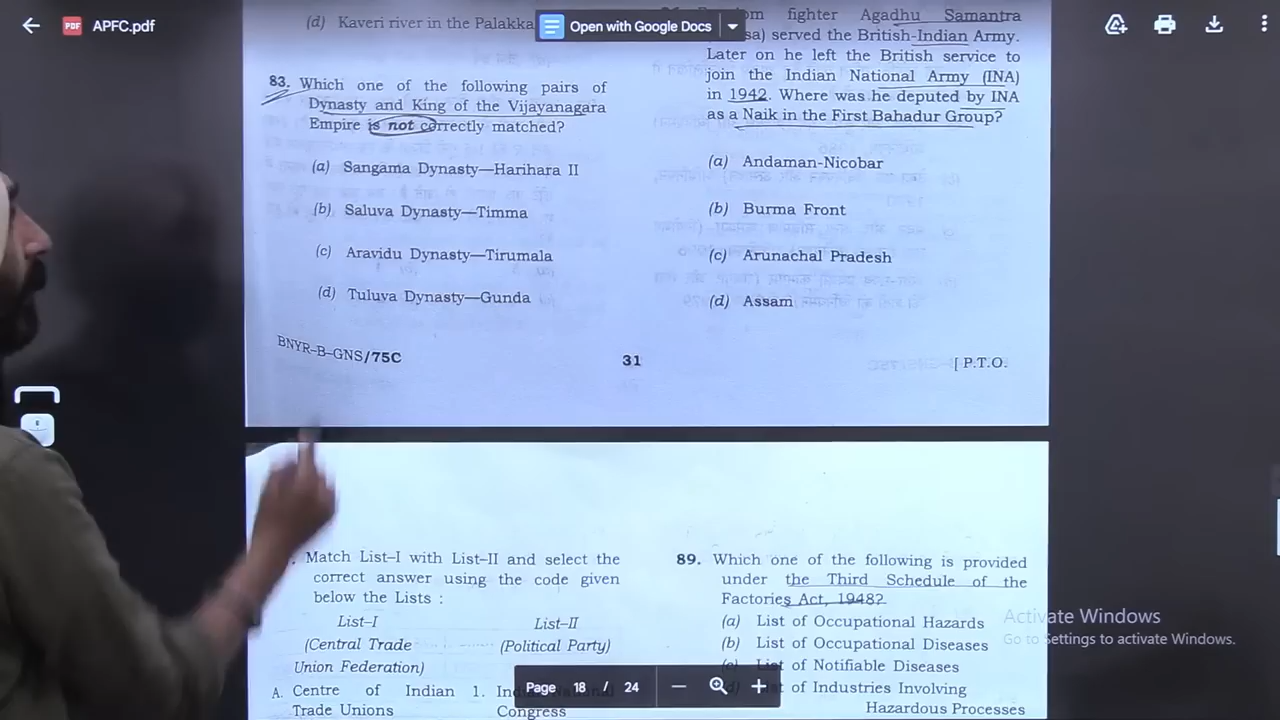 APFC.pdf
Open with Google Docs
(d) Kaveri river in the Palakka
83. Which one of the following pairs of
Dynasty and King of the Vijayanagara
Empire is not correctly matched?
(a) Sangama Dynasty—Harihara II
(b) Saluva Dynasty—Timma
(c) Aravidu Dynasty—Tirumala
(d) Tuluva Dynasty—Gunda
BNYR-B-GNS/75C
fighter Agadhu Samantra
served the British-Indian Army.
Later on he left the British service to
join the Indian National Army (INA)
in 1942. Where was he deputed by INA
as a Naik in the First Bahadur Group?
(a) Andaman-Nicobar
(b) Burma Front
(c) Arunachal Pradesh
(d) Assam
31
[ P.T.O.
Match List–I with List–II and select the
correct answer using the code given
below the Lists :
List–I List–II
(Central Trade (Political Party)
Union Federation)
A. Centre of Indian 1.
Trade Unions Congress
89. Which one of the following is provided
under the Third Schedule of the
Factories Act, 1948?
(a) List of Occupational Hazards
(b) List of Occupational Diseases
List of Notifiable Diseases
of Industries Involving
Hazardous Processes
Activate Windows
Go to Settings to activate Windows.
Page 18 / 24